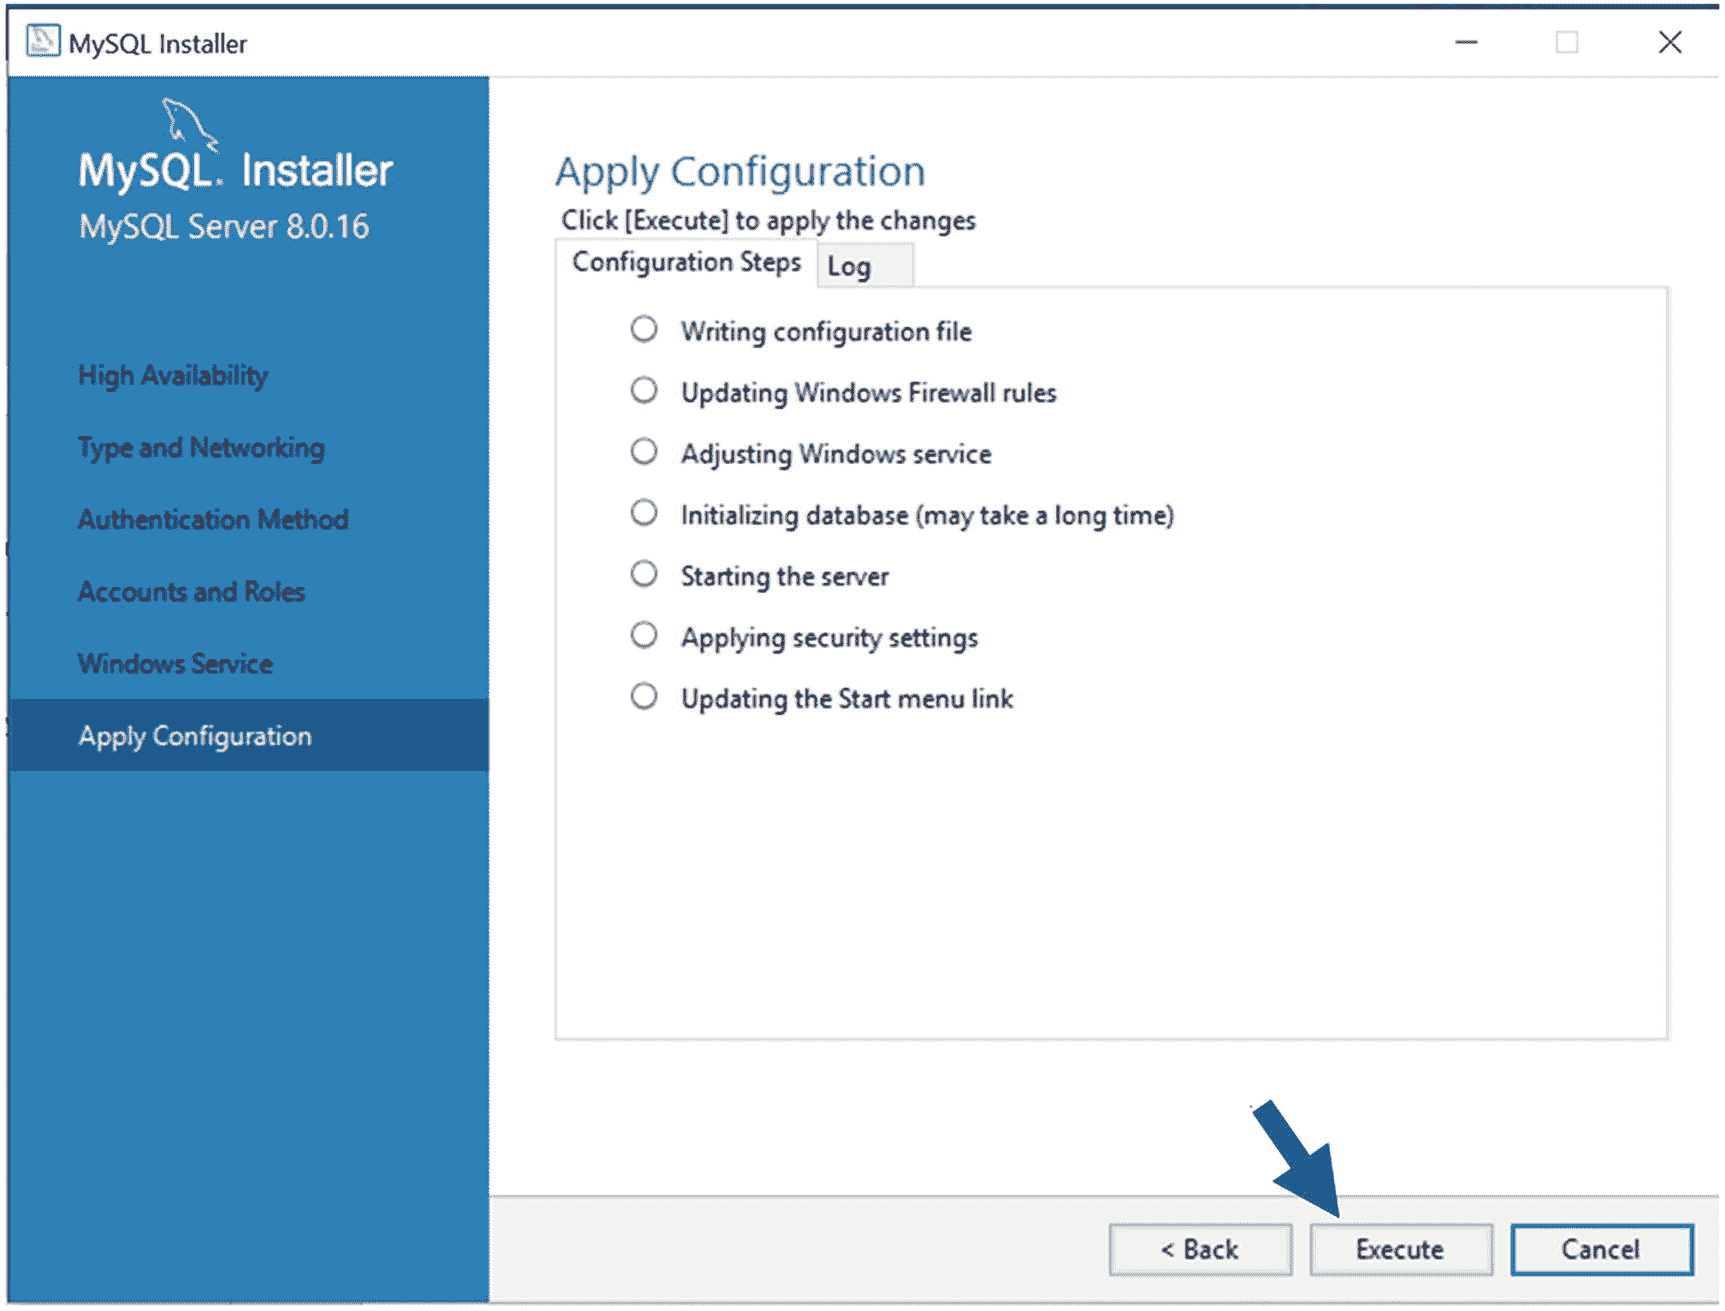 MySQL Installer
MySQL. Installer
MySQL Server 8.0.16
High Availability
Type and Networking
Authentication Method
Accounts and Roles
Windows Service
Apply Configuration
Apply Configuration
Click [Execute] to apply the changes
Configuration Steps
Log
Writing configuration file
Updating Windows Firewall rules
Adjusting Windows service
Initializing database (may take a long time)
Starting the server
Applying security settings
Updating the Start menu link
< Back
Execute
Cancel